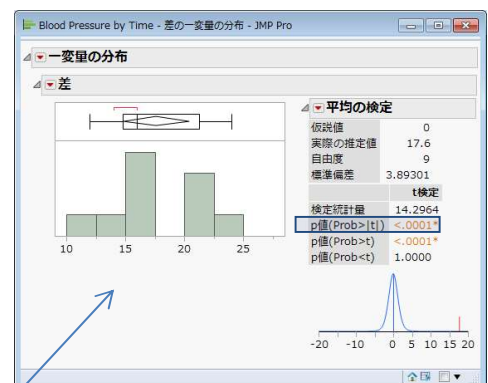 Blood Pressure by Time - 差の一変量の分布 - JMP Pro
一変量の分布
差
10 15 20 25
平均の検定
仮説値 0
実際の推定値 17.6
自由度 9
標準偏差 3.89301
t検定
検定統計量 14.2964
p値(Prob>|t|) <.0001*
p値(Prob>t) <.0001*
p値(Prob<t) 1.0000
-20 -10 0 5 10 15 20